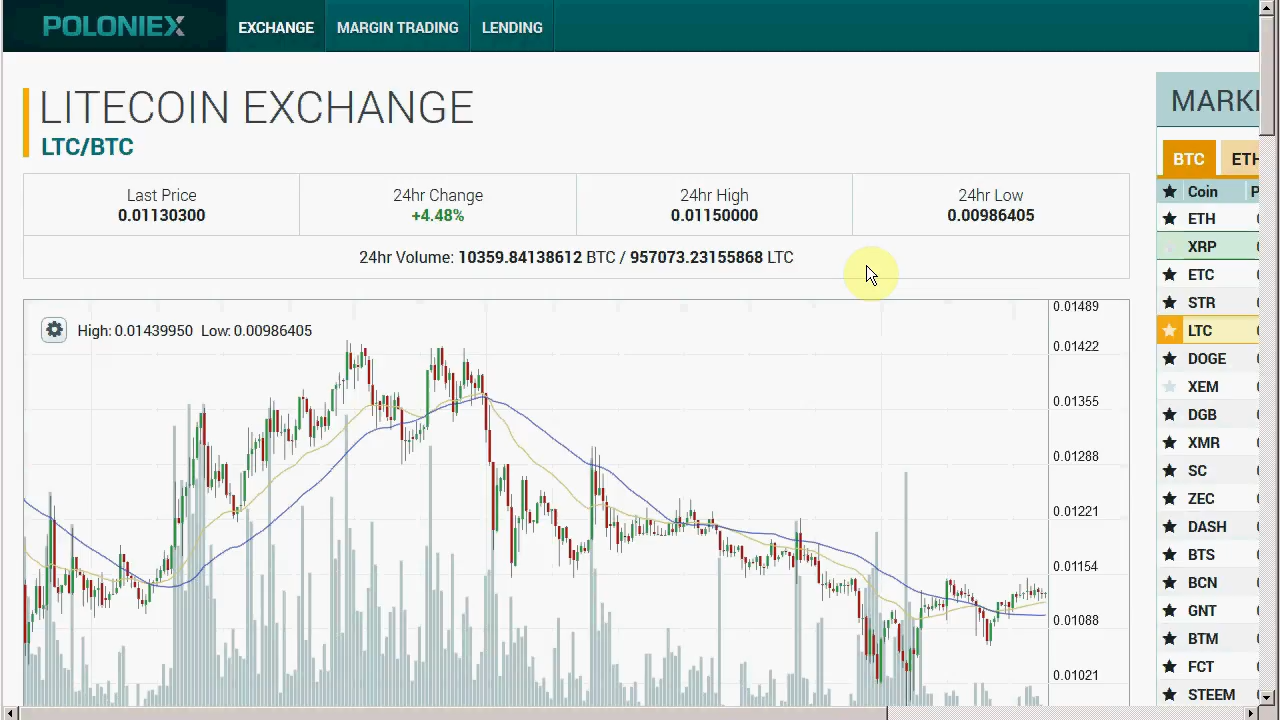 POLONIEX EXCHANGE MARGIN TRADING LENDING
LITECOIN EXCHANGE
LTC/BTC
Last Price 24hr Change 24hr High 24hr Low
0.01130300 +4.48% 0.01150000 0.00986405
24hr Volume: 10359.84138612 BTC / 957073.23155868 LTC
High: 0.01439950 Low: 0.00986405
0.01489
0.01422
0.01355
0.01288
0.01221
0.01154
0.01088
0.01021
BTC ETH
Coin
ETH
XRP
ETC
STR
LTC
DOGE
XEM
DGB
XMR
SC
ZEC
DASH
BTS
BCN
GNT
BTM
FCT
STEEM